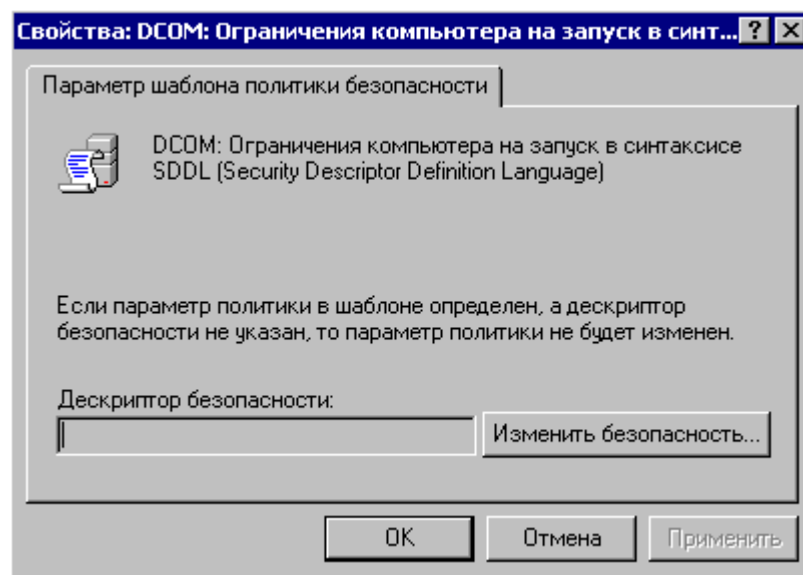 Свойства: DCOM: Ограничения компьютера на запуск в синт...
Параметр шаблона политики безопасности
DCOM: Ограничения компьютера на запуск в синтаксисе
SDDL (Security Descriptor Definition Language)
Если параметр политики в шаблоне определен, а дескриптор
безопасности не указан, то параметр политики не будет изменен.
Дескриптор безопасности:
Изменить безопасность...
OK
Отмена
Применить